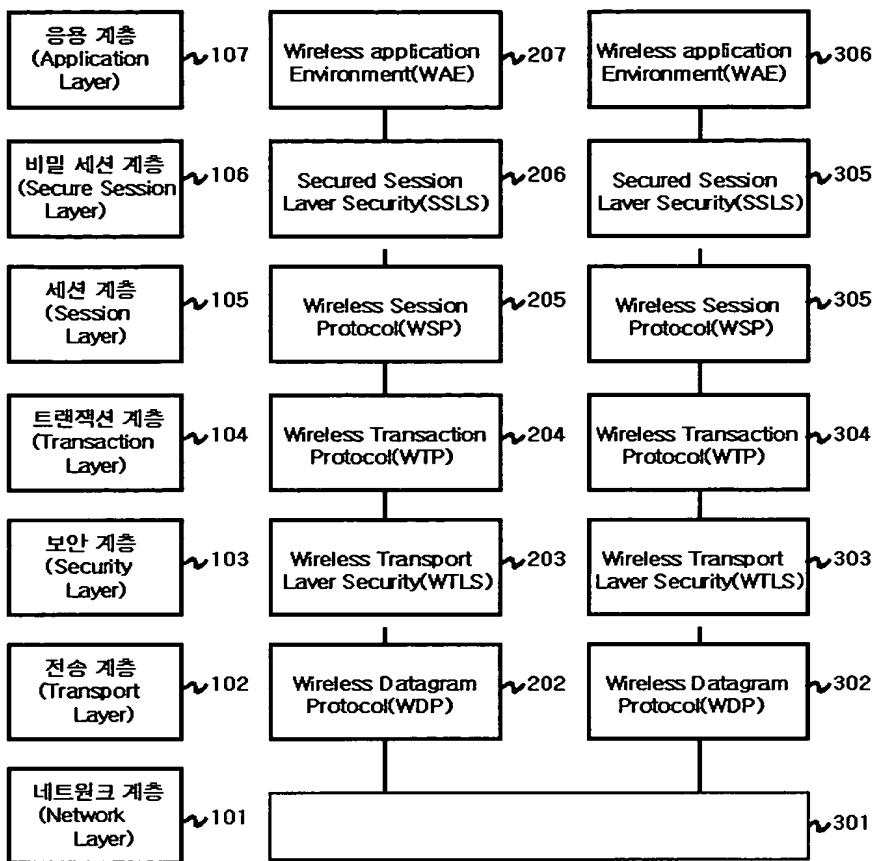 응용 계층
(Application
Layer)
107
Wireless application
Environment(WAE)
207
Wireless application
Environment(WAE)
306
비밀 세션 계층
(Secure Session
Layer)
106
Secured Session
Laver Security(SSLS)
206
Secured Session
Laver Security(SSLS)
305
세션 계층
(Session
Layer)
105
Wireless Session
Protocol(WSP)
205
Wireless Session
Protocol(WSP)
305
트랜잭션 계층
(Transaction
Layer)
104
Wireless Transaction
Protocol(WTP)
204
Wireless Transaction
Protocol(WTP)
304
보안 계층
(Security
Layer)
103
Wireless Transport
Laver Security(WTLS)
203
Wireless Transport
Laver Security(WTLS)
303
전송 계층
(Transport
Layer)
102
Wireless Datagram
Protocol(WDP)
202
Wireless Datagram
Protocol(WDP)
302
네트워크 계층
(Network
Layer)
101
301